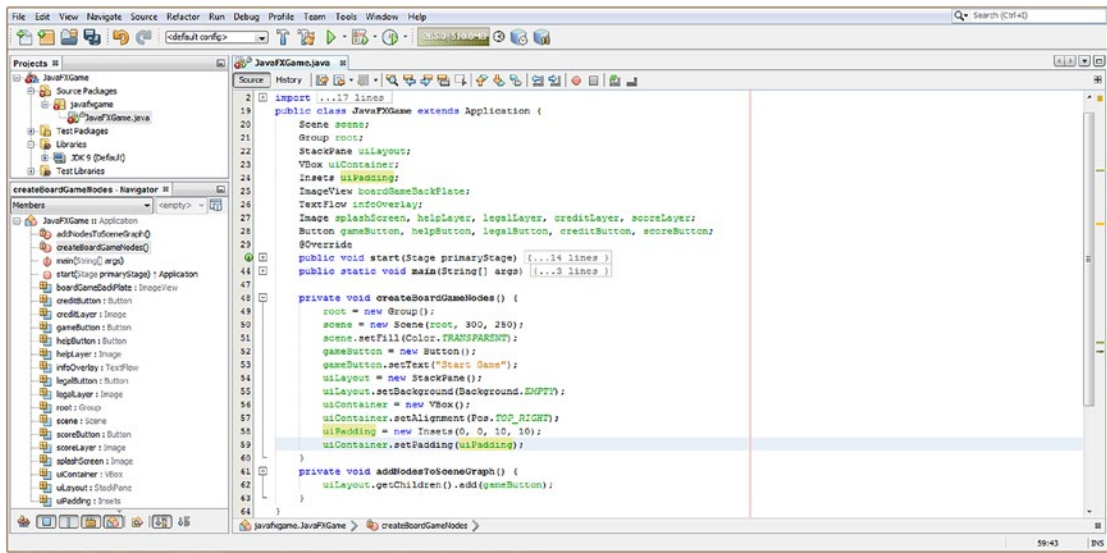 File Edit View Navigate Source Refactor Run Debug Profile Team Tools Window Help
Search (Ctrl+I)
<default config>
Projects
JavaFXGame
Source Packages
javafxgame
JavaFXGame.java
Test Packages
Libraries
JDK 9 (Default)
Test Libraries
createBoardGameNodes - Navigator
Members <empty>
JavaFXGame :: Application
addNodesToSceneGraph()
createBoardGameNodes()
main(String[] args)
start(Stage primaryStage) ↑ Application
boardGameBackPlate : ImageView
creditButton : Button
creditLayer : Image
gameButton : Button
helpButton : Button
helpLayer : Image
infoOverlay : TextFlow
legalButton : Button
legalLayer : Image
root : Group
scene : Scene
scoreButton : Button
scoreLayer : Image
splashScreen : Image
uiContainer : VBox
uiLayout : StackPane
uiPadding : Insets
JavaFXGame.java
Source History
2 import ...17 lines
19 public class JavaFXGame extends Application {
20 Scene scene;
21 Group root;
22 StackPane uiLayout;
23 VBox uiContainer;
24 Insets uiPadding;
25 ImageView boardGameBackPlate;
26 TextFlow infoOverlay;
27 Image splashScreen, helpLayer, legalLayer, creditLayer, scoreLayer;
28 Button gameButton, helpButton, legalButton, creditButton, scoreButton;
29 @Override
public void start(Stage primaryStage) {...14 lines }
44 public static void main(String[] args) {...3 lines }
47
48 private void createBoardGameNodes() {
49 root = new Group();
50 scene = new Scene(root, 300, 250);
51 scene.setFill(Color.TRANSPARENT);
52 gameButton = new Button();
53 gameButton.setText("Start Game");
54 uiLayout = new StackPane();
55 uiLayout.setBackground(Background.EMPTY);
56 uiContainer = new VBox();
57 uiContainer.setAlignment(Pos.TOP_RIGHT);
58 uiPadding = new Insets(0, 0, 10, 10);
59 uiContainer.setPadding(uiPadding);
60 }
61 private void addNodesToSceneGraph() {
62 uiLayout.getChildren().add(gameButton);
63 }
64 }
javafxgame.JavaFXGame createBoardGameNodes
59:43 INS